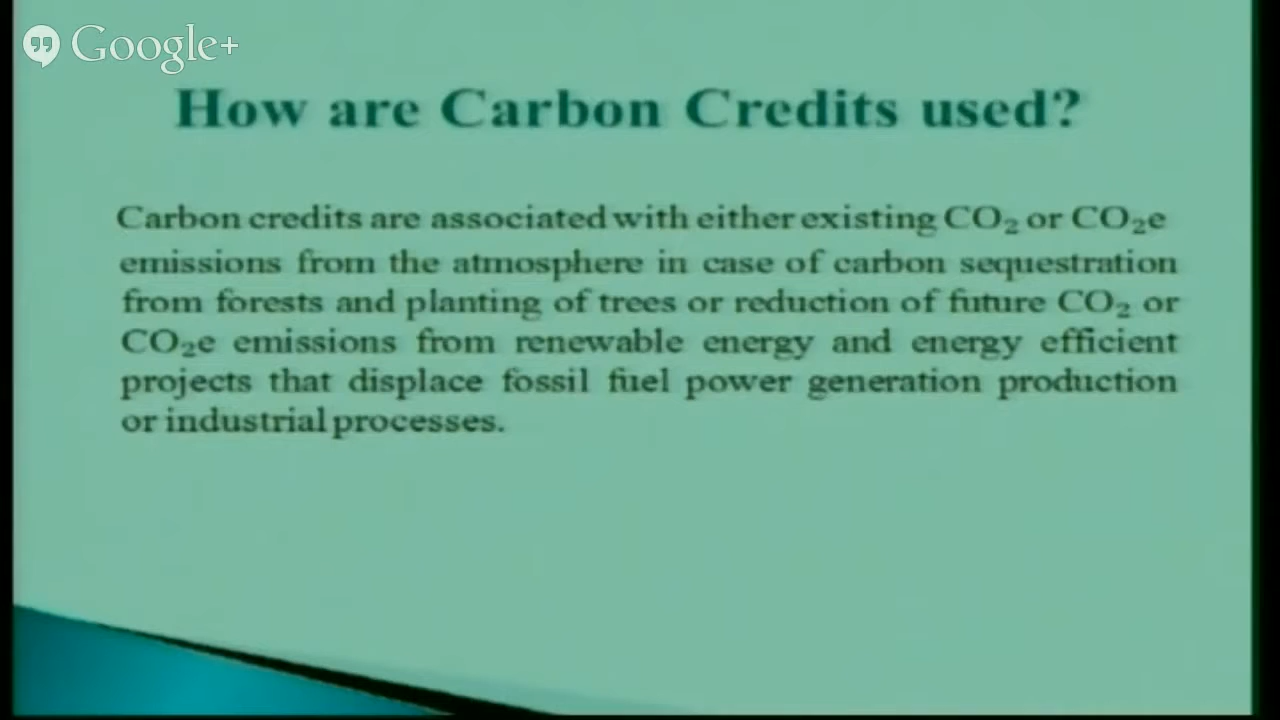 Google+
How are Carbon Credits used?
Carbon credits are associated with either existing CO₂ or CO₂e
emissions from the atmosphere in case of carbon sequestration
from forests and planting of trees or reduction of future CO₂ or
CO₂e emissions from renewable energy and energy efficient
projects that displace fossil fuel power generation production
or industrial processes.